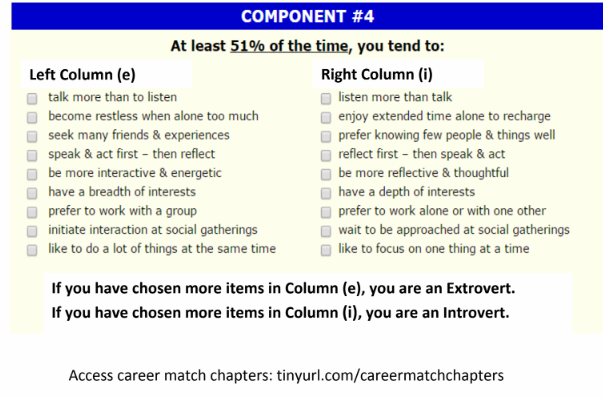 COMPONENT #4
At least 51% of the time, you tend to:
Left Column (e)
talk more than to listen
become restless when alone too much
seek many friends & experiences
speak & act first – then reflect
be more interactive & energetic
have a breadth of interests
prefer to work with a group
initiate interaction at social gatherings
like to do a lot of things at the same time
Right Column (i)
listen more than talk
enjoy extended time alone to recharge
prefer knowing few people & things well
reflect first – then speak & act
be more reflective & thoughtful
have a depth of interests
prefer to work alone or with one other
wait to be approached at social gatherings
like to focus on one thing at a time
If you have chosen more items in Column (e), you are an Extrovert.
If you have chosen more items in Column (i), you are an Introvert.
Access career match chapters: tinyurl.com/careermatchchapters